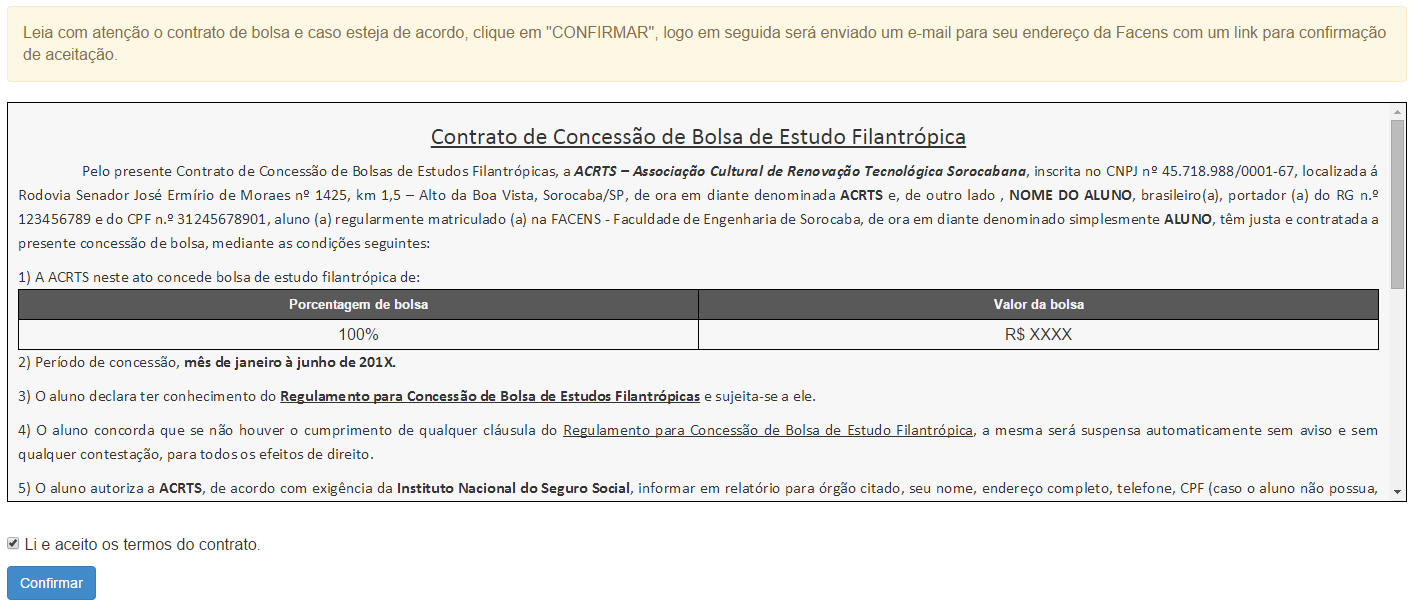 Leia com atenção o contrato de bolsa e caso esteja de acordo, clique em "CONFIRMAR", logo em seguida será enviado um e-mail para seu endereço da Facens com um link para confirmação
de aceitação.
Contrato de Concessão de Bolsa de Estudo Filantrópica
Pelo presente Contrato de Concessão de Bolsas de Estudos Filantrópicas, a ACRTS – Associação Cultural de Renovação Tecnológica Sorocabana, inscrita no CNPJ nº 45.718.988/0001-67, localizada á
Rodovia Senador José Ermírio de Moraes nº 1425, km 1,5 – Alto da Boa Vista, Sorocaba/SP, de ora em diante denominada ACRTS e, de outro lado , NOME DO ALUNO, brasileiro(a), portador (a) do RG n.º
123456789 e do CPF n.º 31245678901, aluno (a) regularmente matriculado (a) na FACENS - Faculdade de Engenharia de Sorocaba, de ora em diante denominado simplesmente ALUNO, têm justa e contratada a
presente concessão de bolsa, mediante as condições seguintes:
1) A ACRTS neste ato concede bolsa de estudo filantrópica de:
Porcentagem de bolsa Valor da bolsa
100% R$ XXXX
2) Período de concessão, mês de janeiro à junho de 201X.
3) O aluno declara ter conhecimento do Regulamento para Concessão de Bolsa de Estudos Filantrópicas e sujeita-se a ele.
4) O aluno concorda que se não houver o cumprimento de qualquer cláusula do Regulamento para Concessão de Bolsa de Estudo Filantrópica, a mesma será suspensa automaticamente sem aviso e sem
qualquer contestação, para todos os efeitos de direito.
5) O aluno autoriza a ACRTS, de acordo com exigência da Instituto Nacional do Seguro Social, informar em relatório para órgão citado, seu nome, endereço completo, telefone, CPF (caso o aluno não possua,
Li e aceito os termos do contrato.
Confirmar